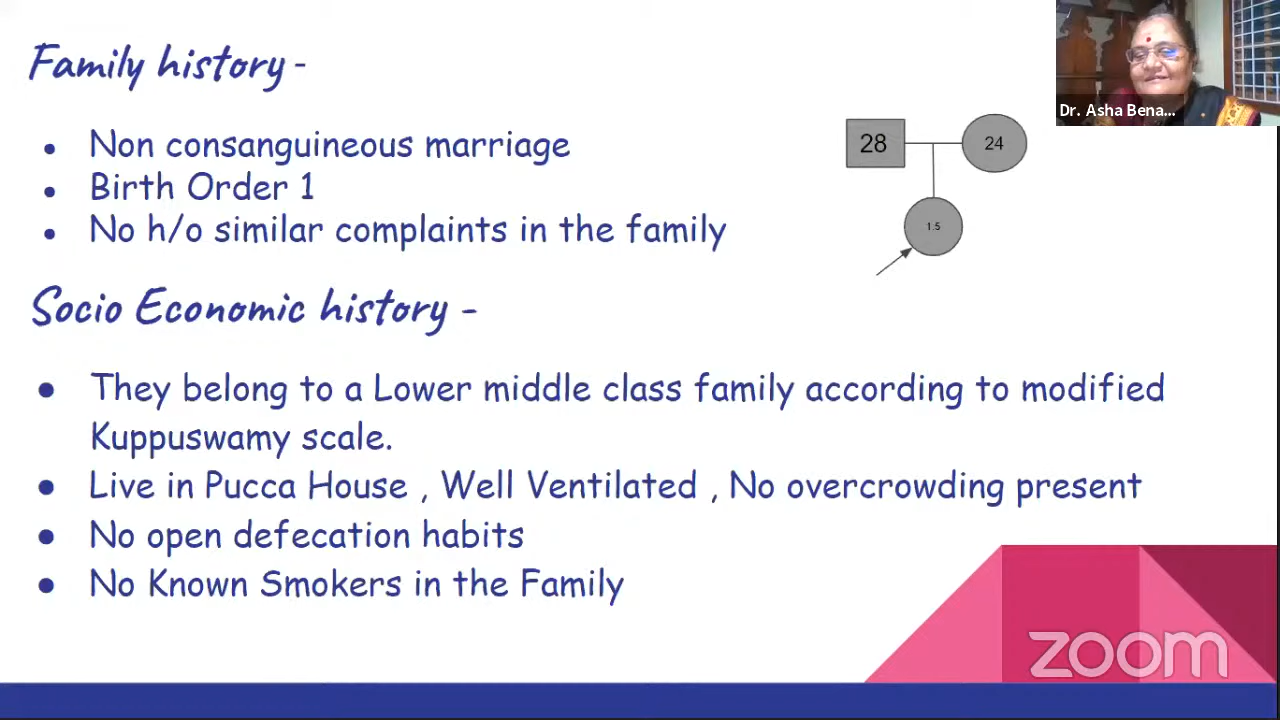 Family history -
Non consanguineous marriage
Birth Order 1
No h/o similar complaints in the family
28
24
1.5
Dr. Asha Bena...
Socio Economic history -
They belong to a Lower middle class family according to modified
Kuppuswamy scale.
Live in Pucca House , Well Ventilated , No overcrowding present
No open defecation habits
No Known Smokers in the Family
zoom